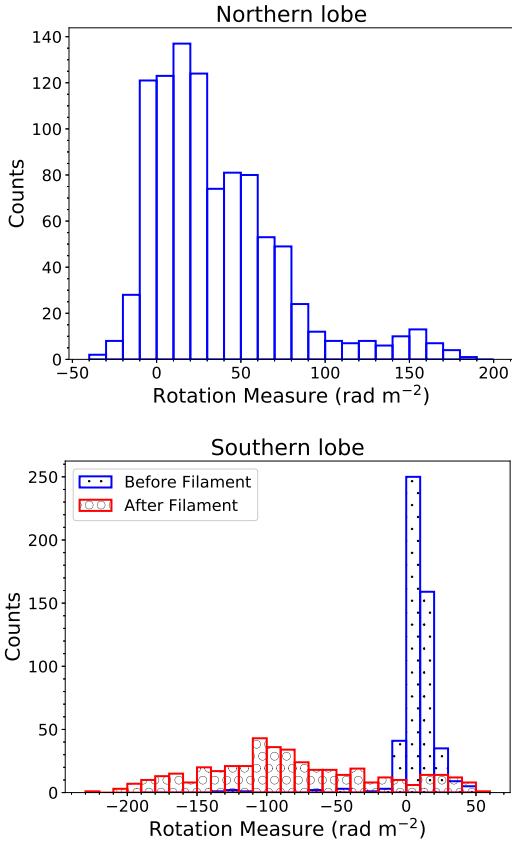 Northern lobe
140
120
100
80
60
40
20
0
Counts
−50 0 50 100 150 200
Rotation Measure (rad m⁻²)
Southern lobe
Before Filament
After Filament
250
200
150
100
50
0
Counts
−200 −150 −100 −50 0 50
Rotation Measure (rad m⁻²)